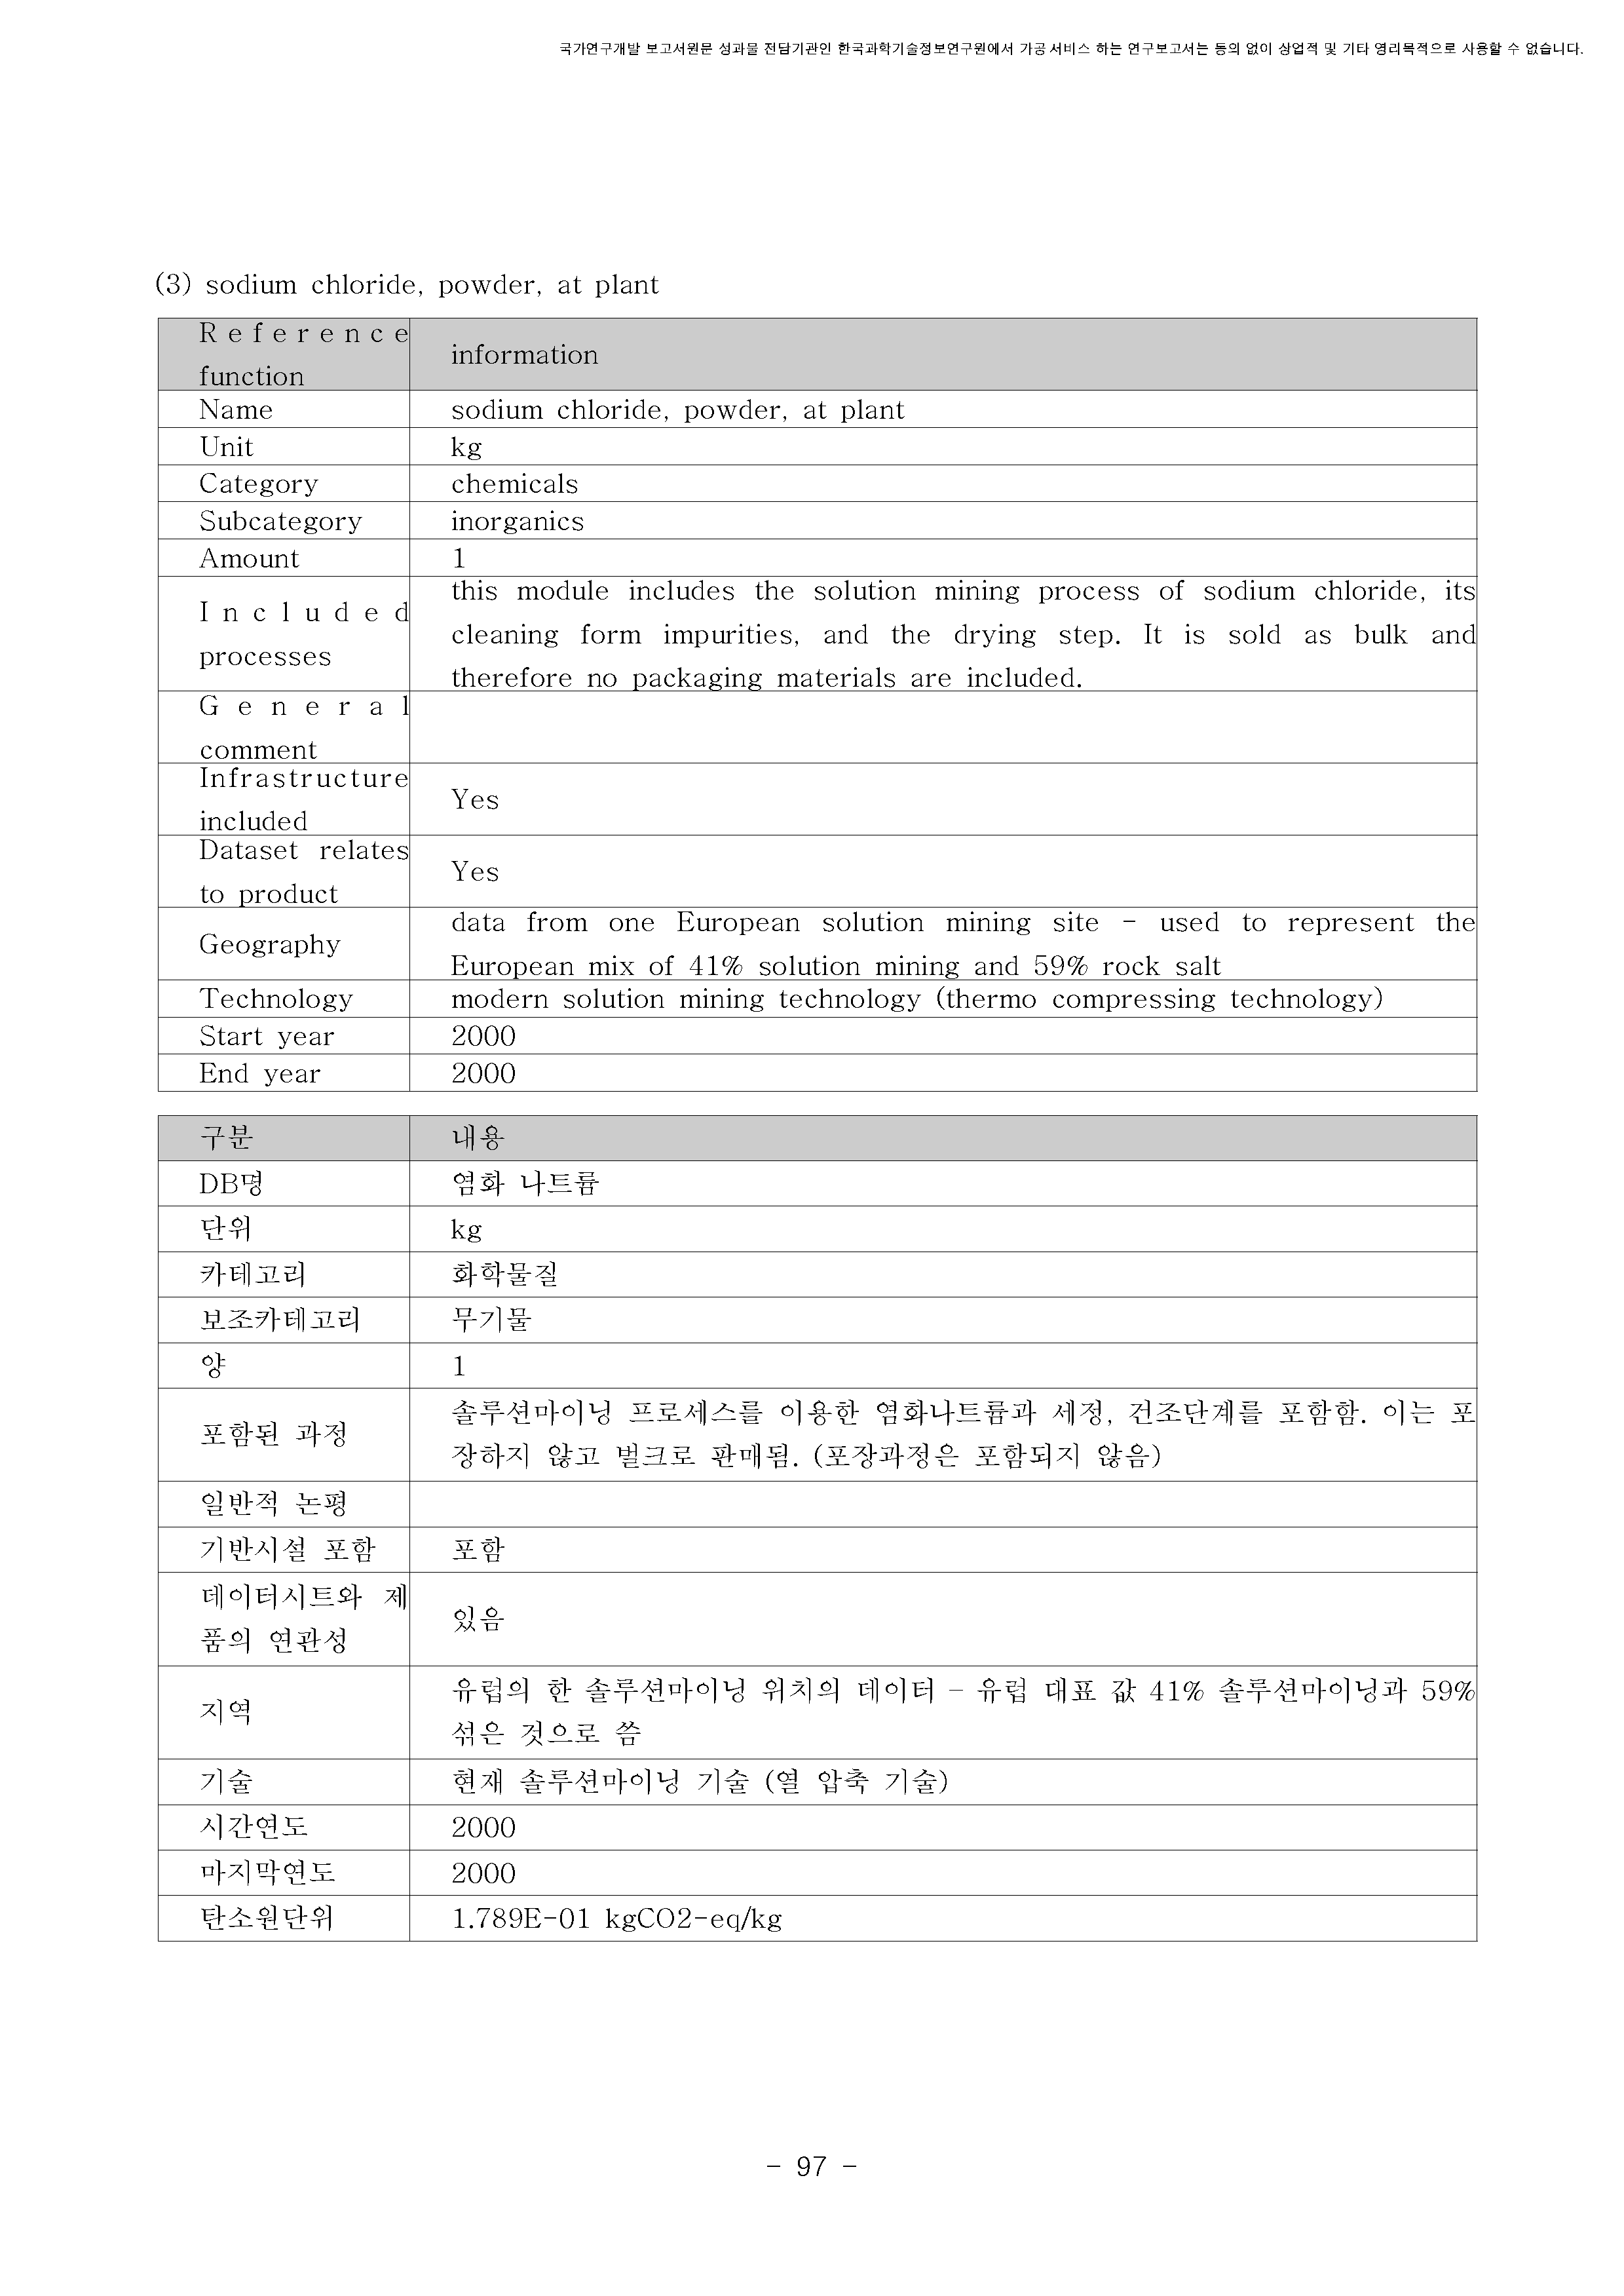 국가연구개발 보고서원문 성과물 전담기관인 한국과학기술정보연구원에서 가공·서비스 하는 연구보고서는 동의 없이 상업적 및 기타 영리목적으로 사용할 수 없습니다.
(3) sodium chloride, powder, at plant
Reference
function
information
Name
sodium chloride, powder, at plant
Unit
kg
Category
chemicals
Subcategory
inorganics
Amount
1
Included
processes
this module includes the solution mining process of sodium chloride, its
cleaning form impurities, and the drying step. It is sold as bulk and
therefore no packaging materials are included.
General
comment
Infrastructure
included
Yes
Dataset relates
to product
Yes
Geography
data from one European solution mining site - used to represent the
European mix of 41% solution mining and 59% rock salt
Technology
modern solution mining technology (thermo compressing technology)
Start year
2000
End year
2000
구분
내용
DB명
염화 나트륨
단위
kg
카테고리
화학물질
보조카테고리
무기물
양
1
포함된 과정
솔루션마이닝 프로세스를 이용한 염화나트륨과 세정, 건조단계를 포함함. 이는 포
장하지 않고 벌크로 판매됨. (포장과정은 포함되지 않음)
일반적 논평
기반시설 포함
포함
데이터시트와 제
품의 연관성
있음
지역
유럽의 한 솔루션마이닝 위치의 데이터 - 유럽 대표 값 41% 솔루션마이닝과 59%
섞은 것으로 씀
기술
현재 솔루션마이닝 기술 (열 압축 기술)
시간연도
2000
마지막연도
2000
탄소원단위
1.789E-01 kgCO2-eq/kg
- 97 -